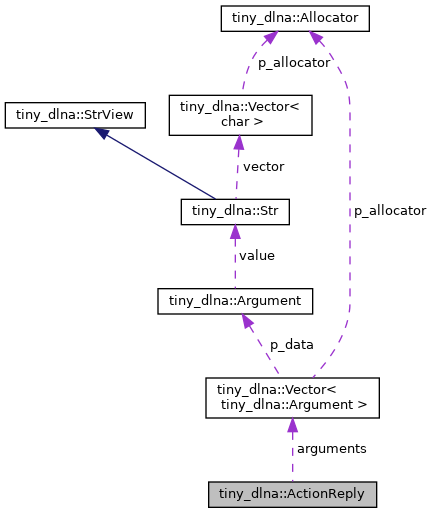 tiny_dlna::Allocator
p_allocator
tiny_dlna::Vector<
char >
tiny_dlna::StrView
vector
tiny_dlna::Str
p_allocator
value
tiny_dlna::Argument
p_data
tiny_dlna::Vector<
tiny_dlna::Argument >
arguments
tiny_dlna::ActionReply